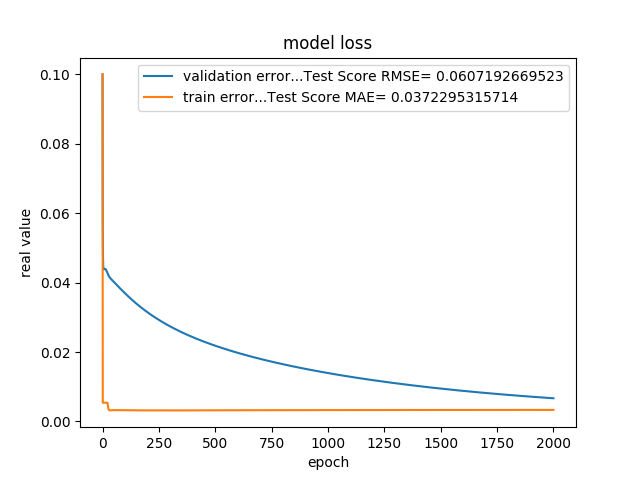 model loss
validation error...Test Score RMSE= 0.0607192669523
train error...Test Score MAE= 0.0372295315714
0.10
0.08
0.06
0.04
0.02
0.00
real value
0 250 500 750 1000 1250 1500 1750 2000
epoch